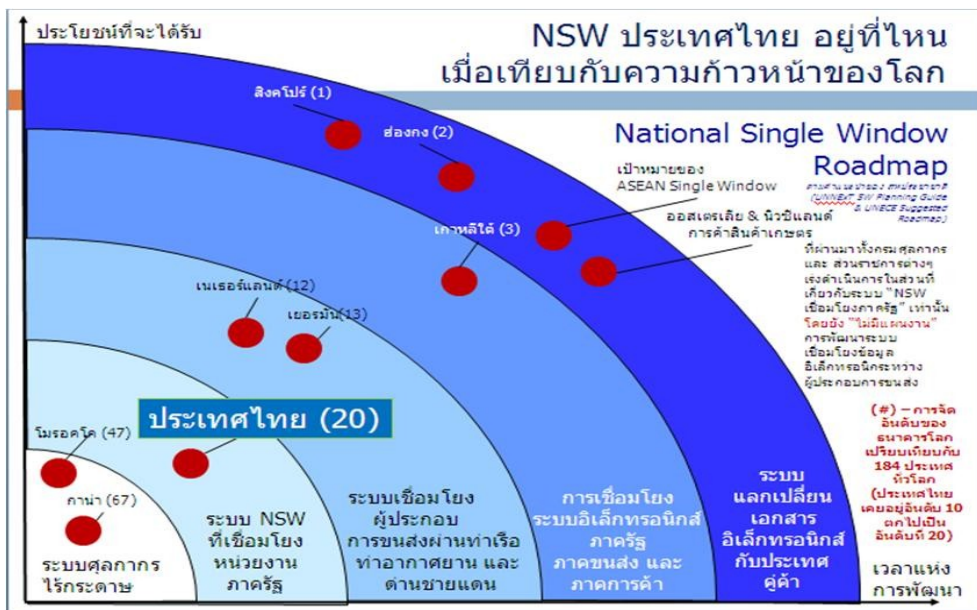 ประโยชน์ที่จะได้รับ
NSW ประเทศไทย อยู่ที่ไหน
เมื่อเทียบกับความก้าวหน้าของโลก
สิงคโปร์ (1)
ฮ่องกง (2)
National Single Window
Roadmap
(UNNExT SW Planning Guide
& UNECE Suggested
Roadmap)
เป้าหมายของ
ASEAN Single Window
ออสเตรเลีย & นิวซีแลนด์
การค้าสินค้าเกษตร
เกาหลีใต้ (3)
ที่ผ่านมาทั้งกรมศุลกากร
และ ส่วนราชการต่างๆ
เร่งดำเนินการในส่วนที่
เกี่ยวกับระบบ "NSW
เชื่อมโยงภาครัฐ" เท่านั้น
โดยยัง "ไม่มีแผนงาน"
การพัฒนาระบบ
เชื่อมโยงข้อมูล
อิเล็กทรอนิกระหว่าง
ผู้ประกอบการขนส่ง
เนเธอร์แลนด์ (12)
เยอรมัน(13)
ประเทศไทย (20)
โมรอคโค (47)
กาน่า (67)
(#) – การจัด
อันดับของ
ธนาคารโลก
เปรียบเทียบกับ
184 ประเทศ
ทั่วโลก
(ประเทศไทย
เคยอยู่อันดับ 10
ตกไปเป็น
อันดับที่ 20)
ระบบศุลกากร
ไร้กระดาษ
ระบบ NSW
ที่เชื่อมโยง
หน่วยงาน
ภาครัฐ
ระบบเชื่อมโยง
ผู้ประกอบ
การขนส่งผ่านท่าเรือ
ท่าอากาศยาน และ
ด่านชายแดน
การเชื่อมโยง
ระบบอิเล็กทรอนิกส์
ภาครัฐ
ภาคขนส่ง และ
ภาคการค้า
ระบบ
แลกเปลี่ยน
เอกสาร
อิเล็กทรอนิกส์
กับประเทศ
คู่ค้า
เวลาแห่ง
การพัฒนา